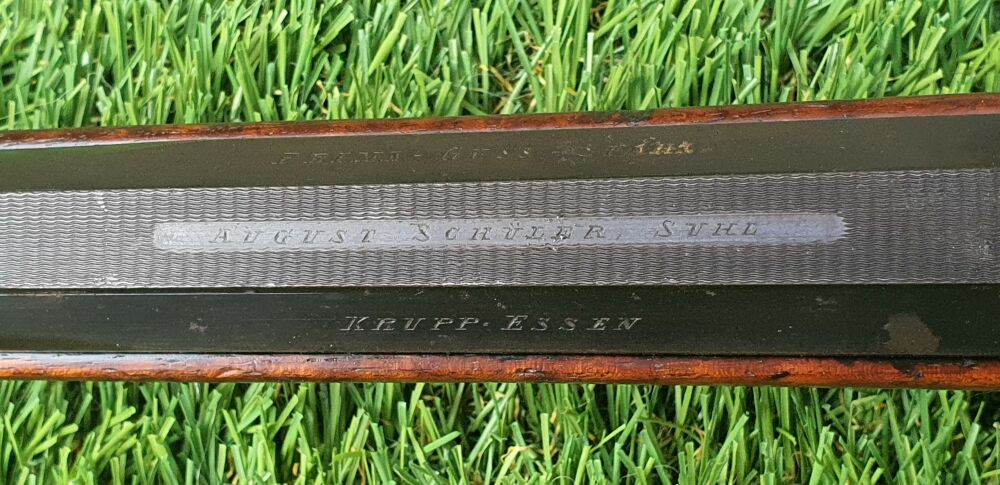 PRIMA-GUSS
AUGUST SCHÜLER, SUHL
KRUPP-ESSEN